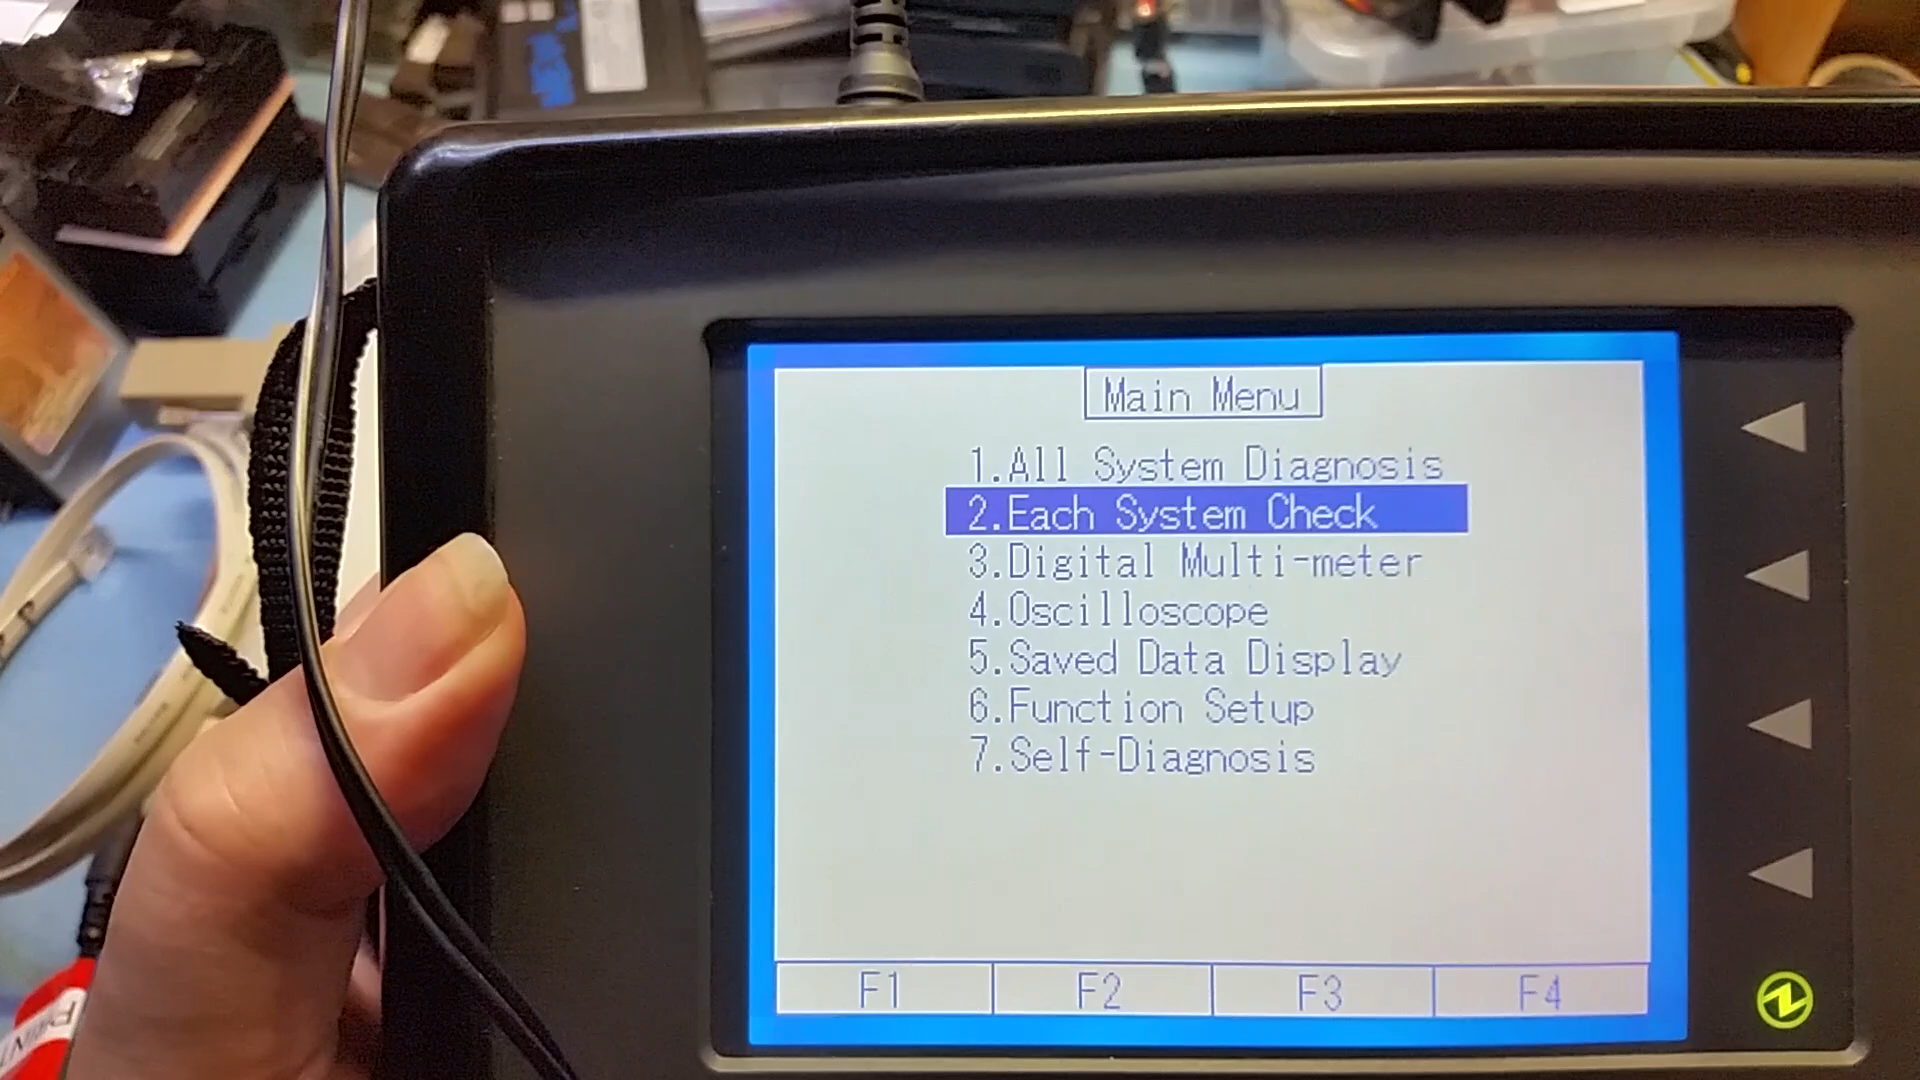 Main Menu
1.All System Diagnosis
2.Each System Check
3.Digital Multi-meter
4.Oscilloscope
5.Saved Data Display
6.Function Setup
7.Self-Diagnosis
F1 F2 F3 F4